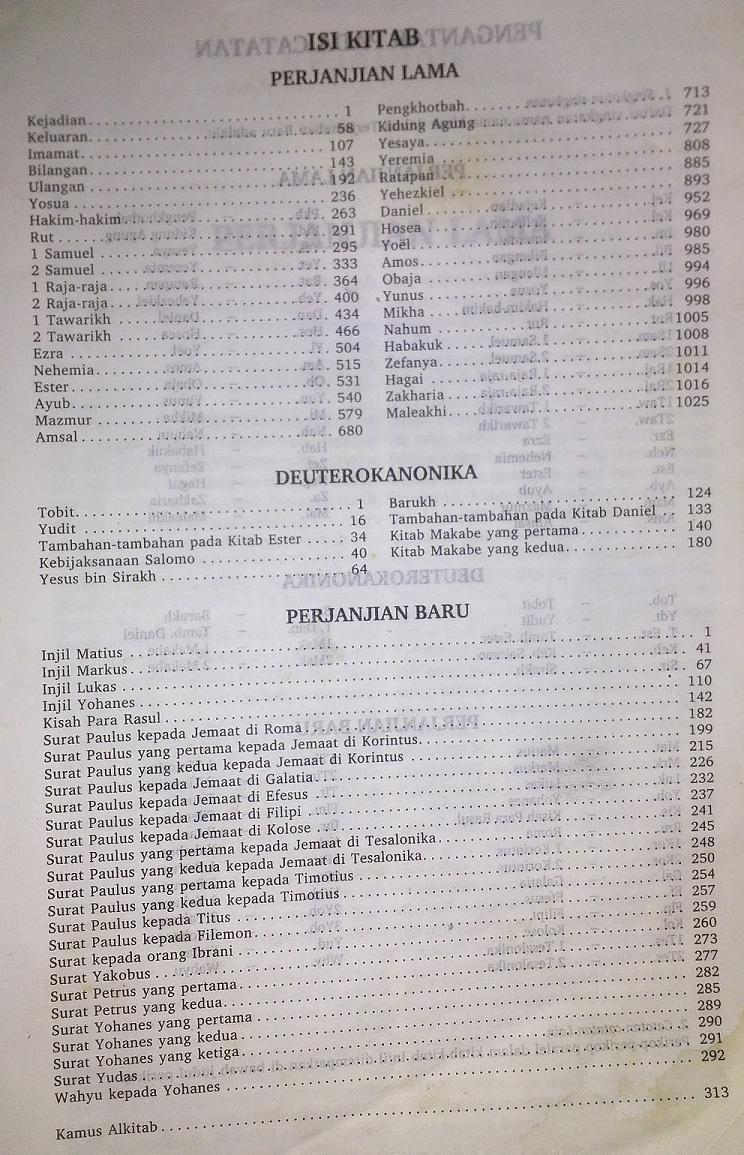 ISI KITAB
PERJANJIAN LAMA
Kejadian. . . . . . . . . . 1
Keluaran. . . . . . . . . . 58
Imamat. . . . . . . . . . 107
Bilangan . . . . . . . . . . 143
Ulangan . . . . . . . . . . 192
Yosua . . . . . . . . . . 236
Hakim-hakim . . . . . . . . . . 263
Rut . . . . . . . . . . 291
1 Samuel . . . . . . . . . . 295
2 Samuel . . . . . . . . . . 333
1 Raja-raja . . . . . . . . . . 364
2 Raja-raja . . . . . . . . . . 400
1 Tawarikh . . . . . . . . . . 434
2 Tawarikh . . . . . . . . . . 466
Ezra . . . . . . . . . . 504
Nehemia . . . . . . . . . . 515
Ester . . . . . . . . . . 531
Ayub . . . . . . . . . . 540
Mazmur . . . . . . . . . . 579
Amsal . . . . . . . . . . 680
Pengkhotbah. . . . . . . . . . 713
Kidung Agung . . . . . . . . . . 721
Yesaya. . . . . . . . . . 727
Yeremia . . . . . . . . . . 808
Ratapan . . . . . . . . . . 885
Yehezkiel . . . . . . . . . . 893
Daniel . . . . . . . . . . 952
Hosea . . . . . . . . . . 969
Yoël . . . . . . . . . . 980
Amos . . . . . . . . . . 985
Obaja . . . . . . . . . . 994
Yunus . . . . . . . . . . 996
Mikha . . . . . . . . . . 998
Nahum . . . . . . . . . . 1005
Habakuk . . . . . . . . . . 1008
Zefanya . . . . . . . . . . 1011
Hagai . . . . . . . . . . 1014
Zakharia . . . . . . . . . . 1016
Maleakhi . . . . . . . . . . 1025
DEUTEROKANONIKA
Tobit. . . . . . . . . . 1
Yudit . . . . . . . . . . 16
Tambahan-tambahan pada Kitab Ester . . . . . 34
Kebijaksanaan Salomo . . . . . . . . . . 40
Yesus bin Sirakh . . . . . . . . . . 64
Barukh . . . . . . . . . . 124
Tambahan-tambahan pada Kitab Daniel . . 133
Kitab Makabe yang pertama. . . . . . . . . . 140
Kitab Makabe yang kedua. . . . . . . . . . 180
PERJANJIAN BARU
Injil Matius . . . . . . . . . . 1
Injil Markus . . . . . . . . . . 41
Injil Lukas . . . . . . . . . . 67
Injil Yohanes . . . . . . . . . . 110
Kisah Para Rasul . . . . . . . . . . 142
Surat Paulus kepada Jemaat di Roma . . . . . . . . . . 182
Surat Paulus yang pertama kepada Jemaat di Korintus. . . . . . . . . . 199
Surat Paulus yang kedua kepada Jemaat di Korintus . . . . . . . . . . 215
Surat Paulus kepada Jemaat di Galatia . . . . . . . . . . 226
Surat Paulus kepada Jemaat di Efesus . . . . . . . . . . 232
Surat Paulus kepada Jemaat di Filipi . . . . . . . . . . 237
Surat Paulus kepada Jemaat di Kolose . . . . . . . . . . 241
Surat Paulus yang pertama kepada Jemaat di Tesalonika . . . . . . . . . . 245
Surat Paulus yang kedua kepada Jemaat di Tesalonika. . . . . . . . . . 248
Surat Paulus yang pertama kepada Timotius . . . . . . . . . . 250
Surat Paulus yang kedua kepada Timotius . . . . . . . . . . 254
Surat Paulus kepada Titus . . . . . . . . . . 257
Surat Paulus kepada Filemon . . . . . . . . . . 259
Surat kepada orang Ibrani . . . . . . . . . . 260
Surat Yakobus . . . . . . . . . . 273
Surat Petrus yang pertama . . . . . . . . . . 277
Surat Petrus yang kedua. . . . . . . . . . 282
Surat Yohanes yang pertama . . . . . . . . . . 285
Surat Yohanes yang kedua . . . . . . . . . . 289
Surat Yohanes yang ketiga. . . . . . . . . . 290
Surat Yudas . . . . . . . . . . 291
Wahyu kepada Yohanes . . . . . . . . . . 292
Kamus Alkitab . . . . . . . . . . 313